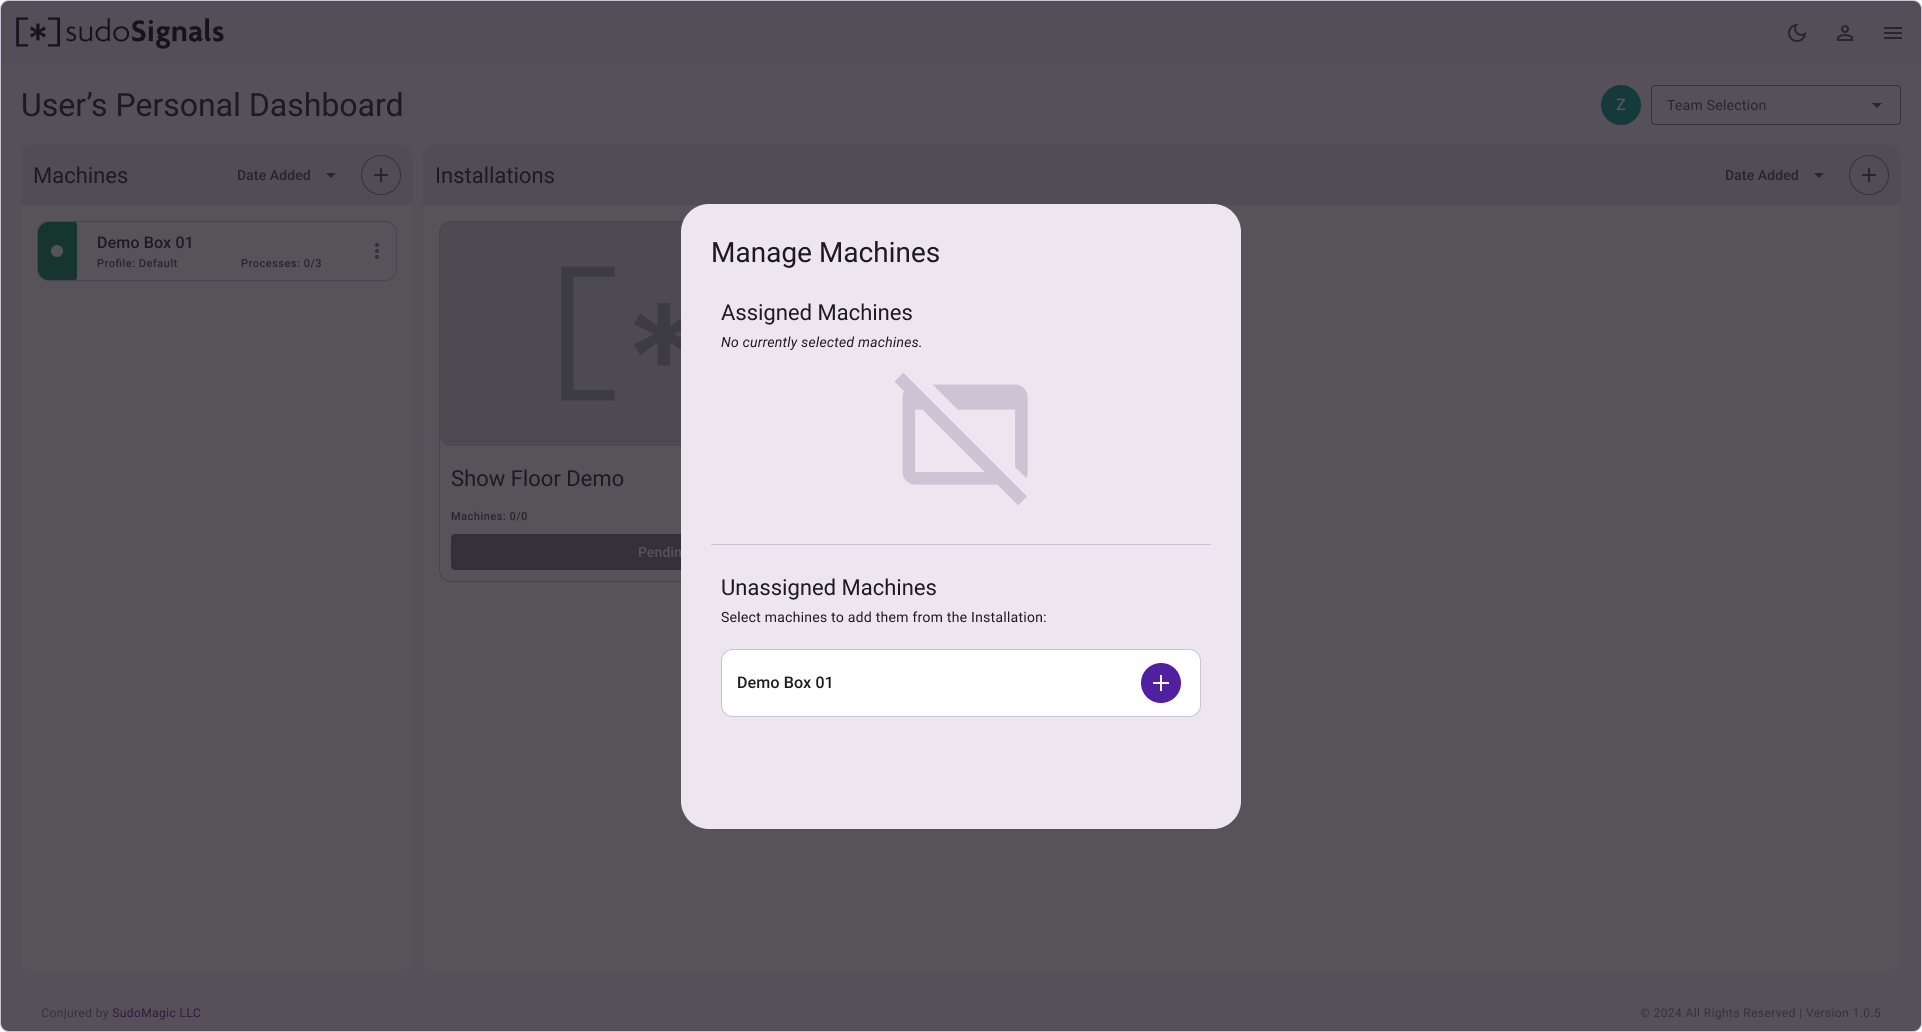 [*] sudoSignals
User’s Personal Dashboard
Z
Team Selection
Machines
Date Added
Installations
Date Added
Demo Box 01
Profile: Default
Processes: 0/3
[*
Show Floor Demo
Machines: 0/0
Pendin
Manage Machines
Assigned Machines
No currently selected machines.
Unassigned Machines
Select machines to add them from the Installation:
Demo Box 01
Conjured by SudoMagic LLC
© 2024 All Rights Reserved | Version 1.0.5